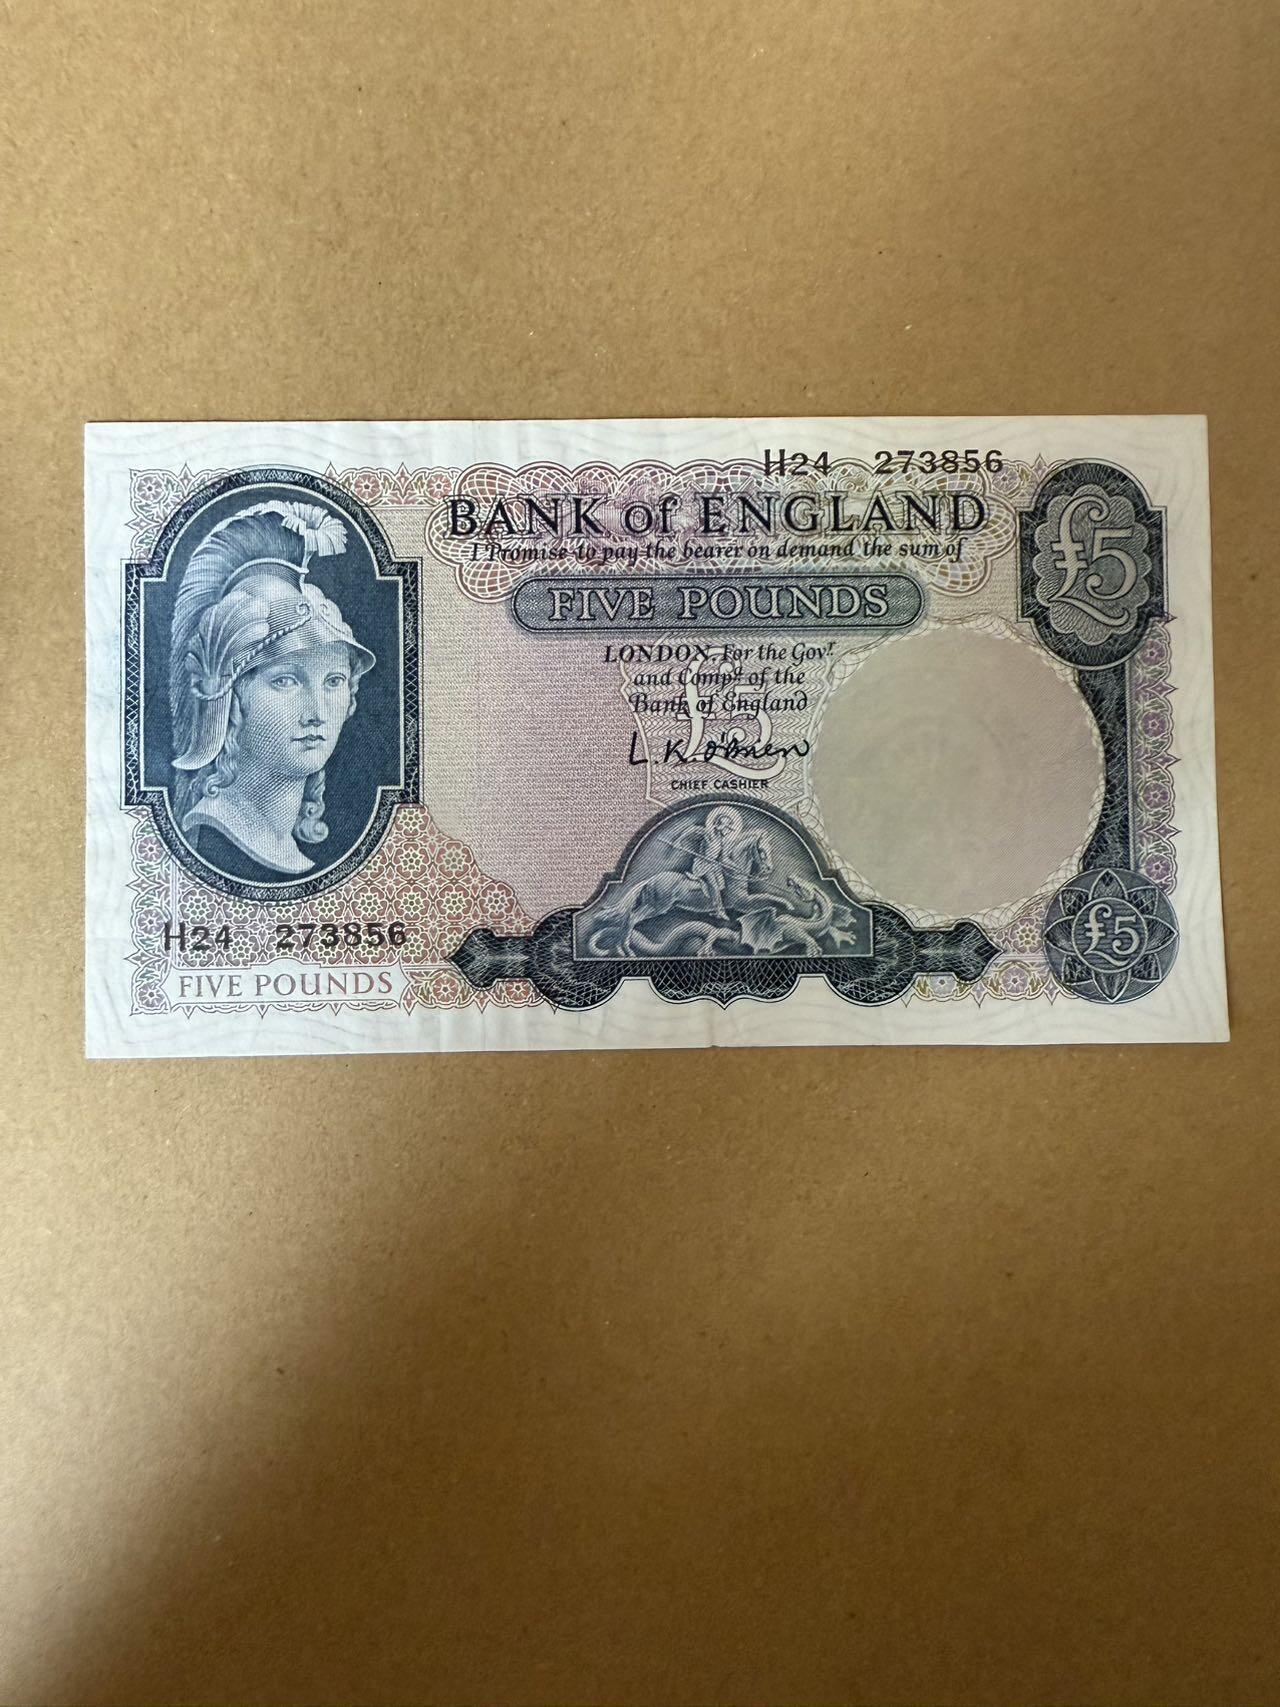 H24 273856
BANK of ENGLAND
I Promise to pay the bearer on demand the sum of
£5
FIVE POUNDS
LONDON, For the Govʳ
and Compᵃ of the
Bank of England
£5
L.K. O'Brien
CHIEF CASHIER
H24 273856
FIVE POUNDS
£5